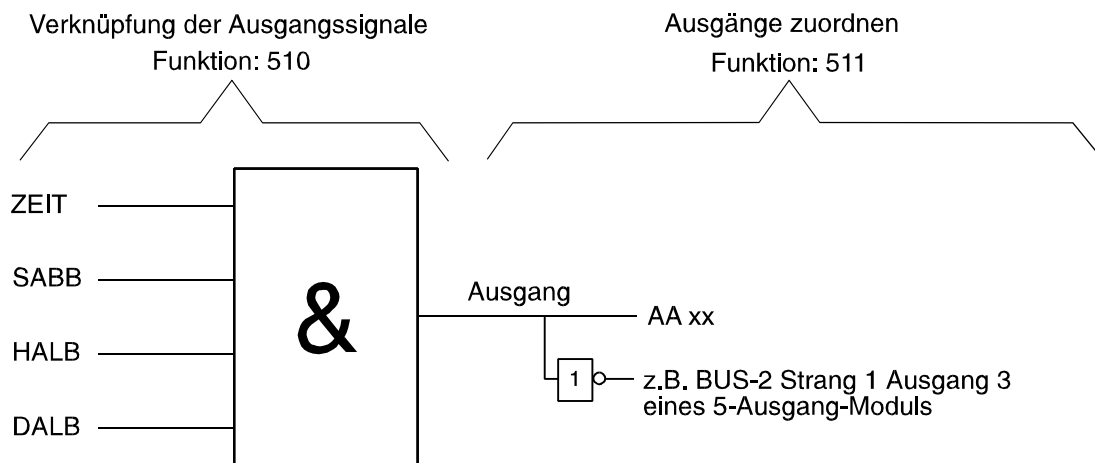 Verknüpfung der Ausgangssignale
Funktion: 510
Ausgänge zuordnen
Funktion: 511
ZEIT
SABB
HALB
DALB
&
Ausgang
AA xx
1
z.B. BUS-2 Strang 1 Ausgang 3
eines 5-Ausgang-Moduls